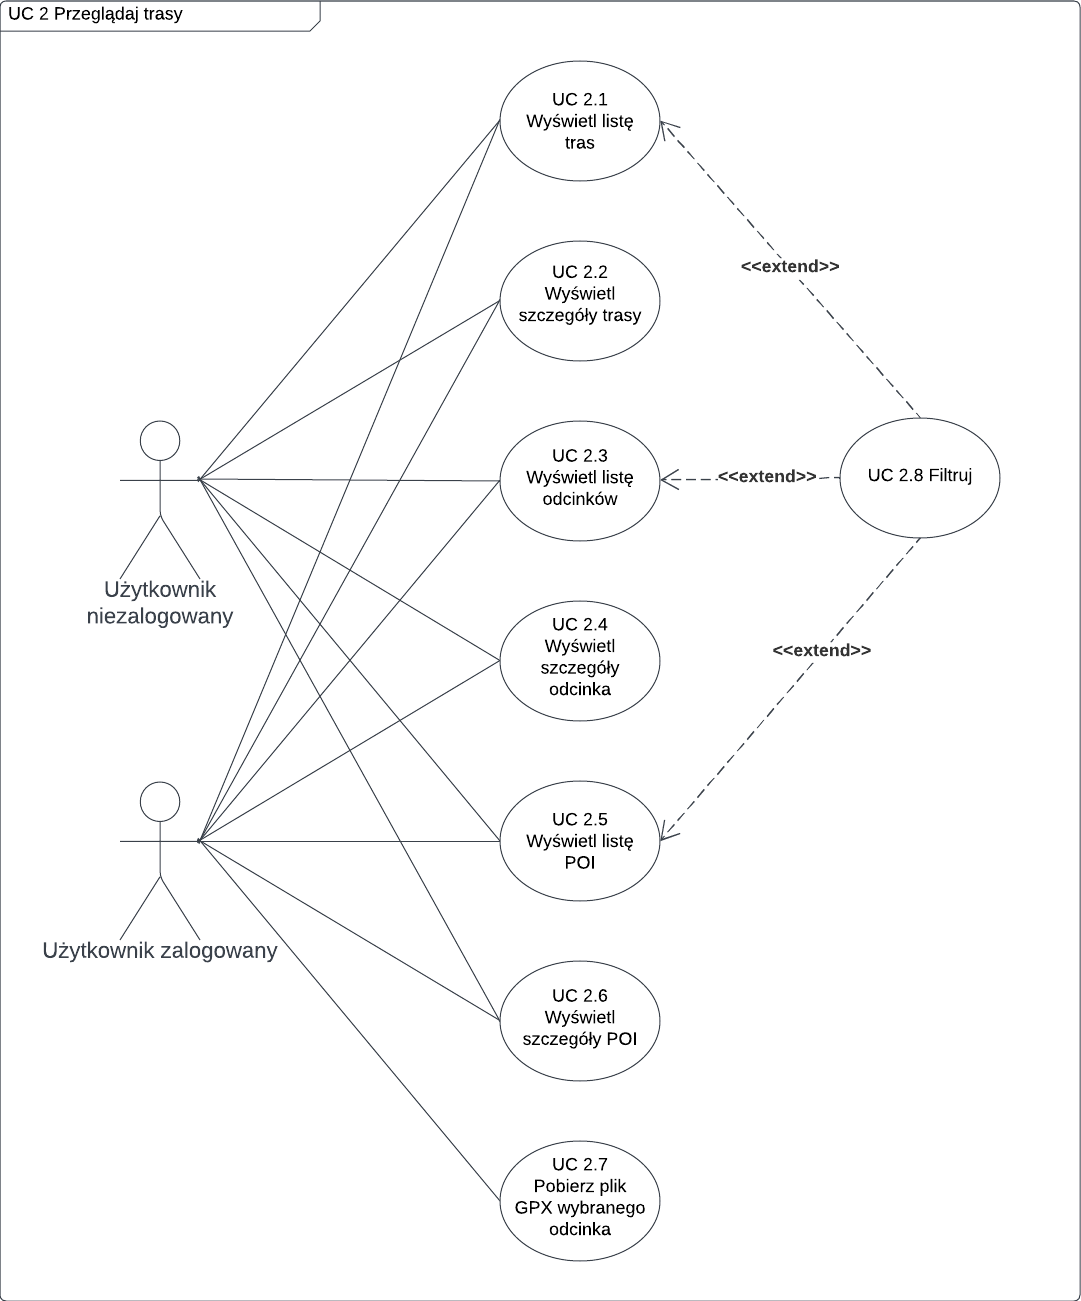 UC 2 Przeglądaj trasy
UC 2.1
Wyświetl listę
tras
<<extend>>
UC 2.2
Wyświetl
szczegóły trasy
UC 2.3
Wyświetl listę
odcinków
<<extend>>
UC 2.8 Filtruj
Użytkownik
niezalogowany
UC 2.4
Wyświetl
szczegóły
odcinka
<<extend>>
UC 2.5
Wyświetl listę
POI
Użytkownik zalogowany
UC 2.6
Wyświetl
szczegóły POI
UC 2.7
Pobierz plik
GPX wybranego
odcinka